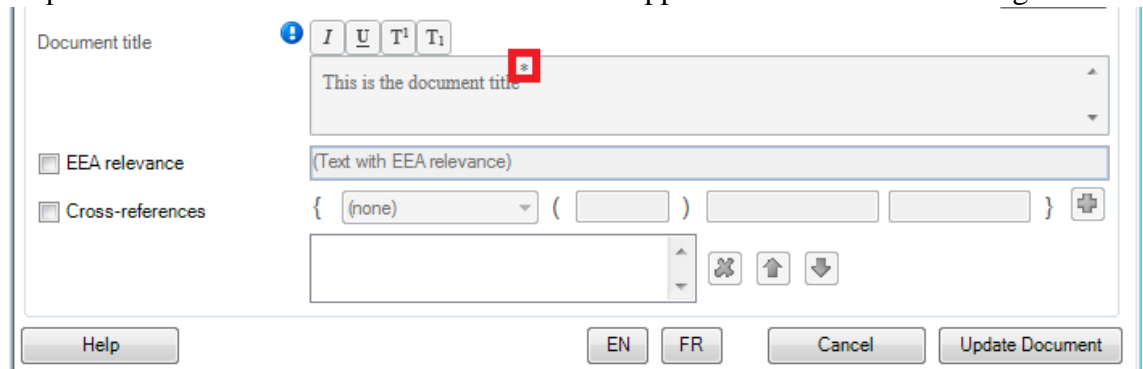 Document title
I U T¹ T₁
This is the document title*
EEA relevance (Text with EEA relevance)
Cross-references { (none) ( ) }
Help EN FR Cancel Update Document